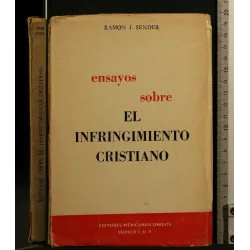 RAMON J. SENDER
ensayos
sobre
EL
INFRINGIMIENTO
CRISTIANO
EDITORES MEXICANOS UNIDOS
MEXICO 1, D. F.